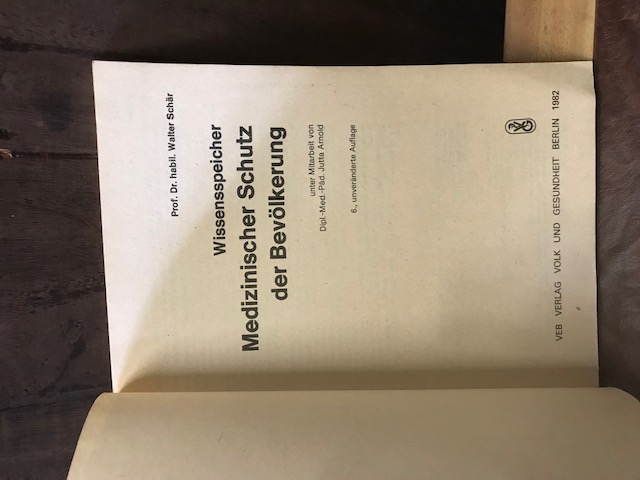 Prof. Dr. habil. Walter Schär
Wissensspeicher
Medizinischer Schutz
der Bevölkerung
unter Mitarbeit von
Dipl.-Med.-Päd. Jutta Arnold
6., unveränderte Auflage
VEB VERLAG VOLK UND GESUNDHEIT BERLIN 1982